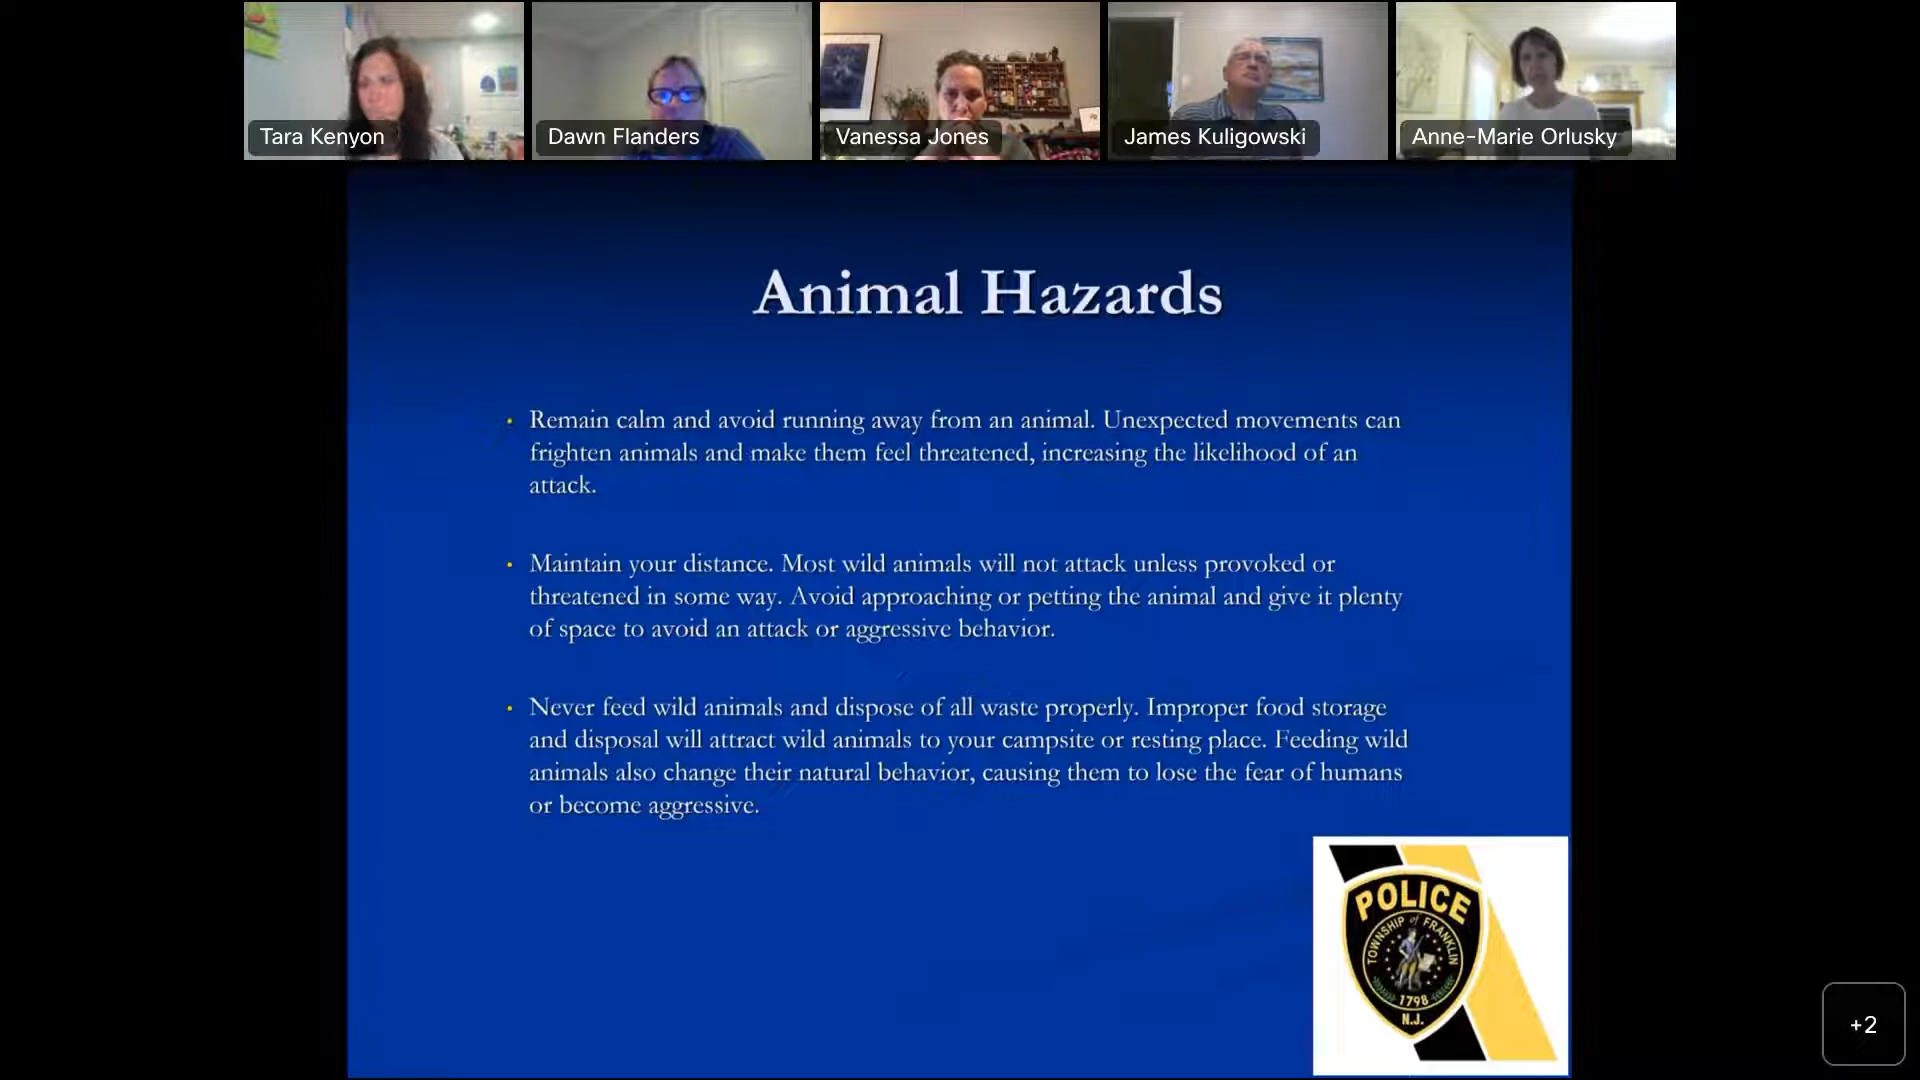 Tara Kenyon
Dawn Flanders
Vanessa Jones
James Kuligowski
Anne-Marie Orlusky
Animal Hazards
• Remain calm and avoid running away from an animal. Unexpected movements can
frighten animals and make them feel threatened, increasing the likelihood of an
attack.
• Maintain your distance. Most wild animals will not attack unless provoked or
threatened in some way. Avoid approaching or petting the animal and give it plenty
of space to avoid an attack or aggressive behavior.
• Never feed wild animals and dispose of all waste properly. Improper food storage
and disposal will attract wild animals to your campsite or resting place. Feeding wild
animals also change their natural behavior, causing them to lose the fear of humans
or become aggressive.
POLICE
TOWNSHIP of FRANKLIN
1798
N.J.
+2